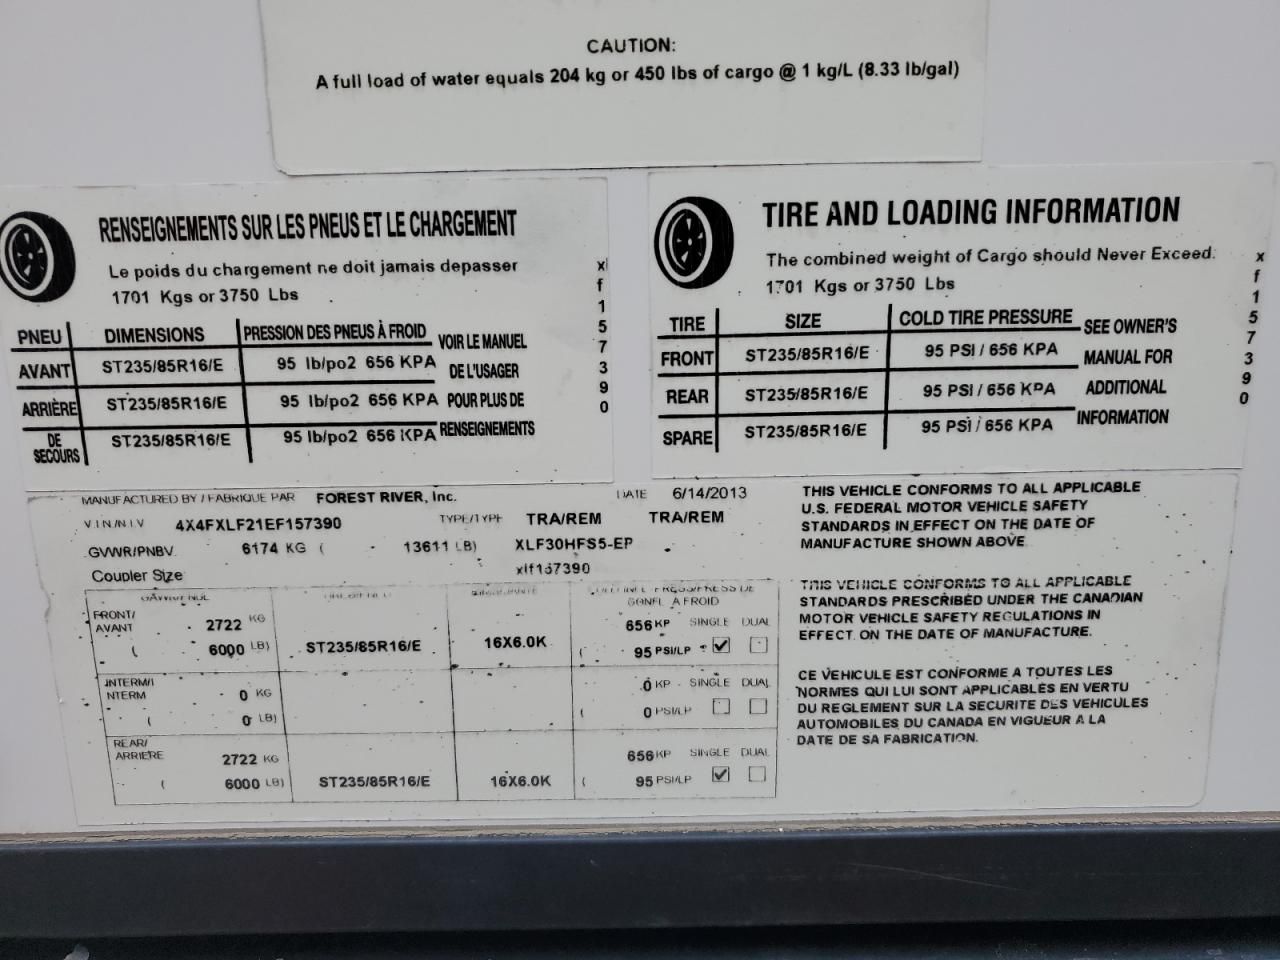 CAUTION:
A full load of water equals 204 kg or 450 lbs of cargo @ 1 kg/L (8.33 lb/gal)
RENSEIGNEMENTS SUR LES PNEUS ET LE CHARGEMENT
Le poids du chargement ne doit jamais depasser
1701 Kgs or 3750 Lbs
PNEU DIMENSIONS PRESSION DES PNEUS À FROID
AVANT ST235/85R16/E 95 lb/po2 656 KPA
ARRIÈRE ST235/85R16/E 95 lb/po2 656 KPA
DE SECOURS ST235/85R16/E 95 lb/po2 656 KPA
VOIR LE MANUEL
DE L'USAGER
POUR PLUS DE
RENSEIGNEMENTS
xlf157390
TIRE AND LOADING INFORMATION
The combined weight of Cargo should Never Exceed:
1701 Kgs or 3750 Lbs
TIRE SIZE COLD TIRE PRESSURE
FRONT ST235/85R16/E 95 PSI / 656 KPA
REAR ST235/85R16/E 95 PSI / 656 KPA
SPARE ST235/85R16/E 95 PSI / 656 KPA
SEE OWNER'S
MANUAL FOR
ADDITIONAL
INFORMATION
xf157390
MANUFACTURED BY / FABRIQUE PAR FOREST RIVER, Inc. DATE 6/14/2013
V.I.N/N.I.V 4X4FXLF21EF157390 TYPE/TYPE TRA/REM TRA/REM
GVWR/PNBV 6174 KG ( 13611 LB) XLF30HFS5-EP
Coupler Size xlf157390
GONFL A FROID
FRONT/
AVANT 2722 KG 656 KP SINGLE DUAL
( 6000 LB) ST235/85R16/E 16X6.0K ( 95 PSI/LP
INTERM/I
NTERM 0 KG 0 KP SINGLE DUAL
( 0 LB) ( 0 PSI/LP
REAR/
ARRIERE 2722 KG 656 KP SINGLE DUAL
( 6000 LB) ST235/85R16/E 16X6.0K ( 95 PSI/LP
THIS VEHICLE CONFORMS TO ALL APPLICABLE
U.S. FEDERAL MOTOR VEHICLE SAFETY
STANDARDS IN EFFECT ON THE DATE OF
MANUFACTURE SHOWN ABOVE
THIS VEHICLE CONFORMS TO ALL APPLICABLE
STANDARDS PRESCRIBED UNDER THE CANADIAN
MOTOR VEHICLE SAFETY REGULATIONS IN
EFFECT ON THE DATE OF MANUFACTURE.
CE VEHICULE EST CONFORME A TOUTES LES
NORMES QUI LUI SONT APPLICABLES EN VERTU
DU REGLEMENT SUR LA SECURITE DES VEHICULES
AUTOMOBILES DU CANADA EN VIGUEUR A LA
DATE DE SA FABRICATION.